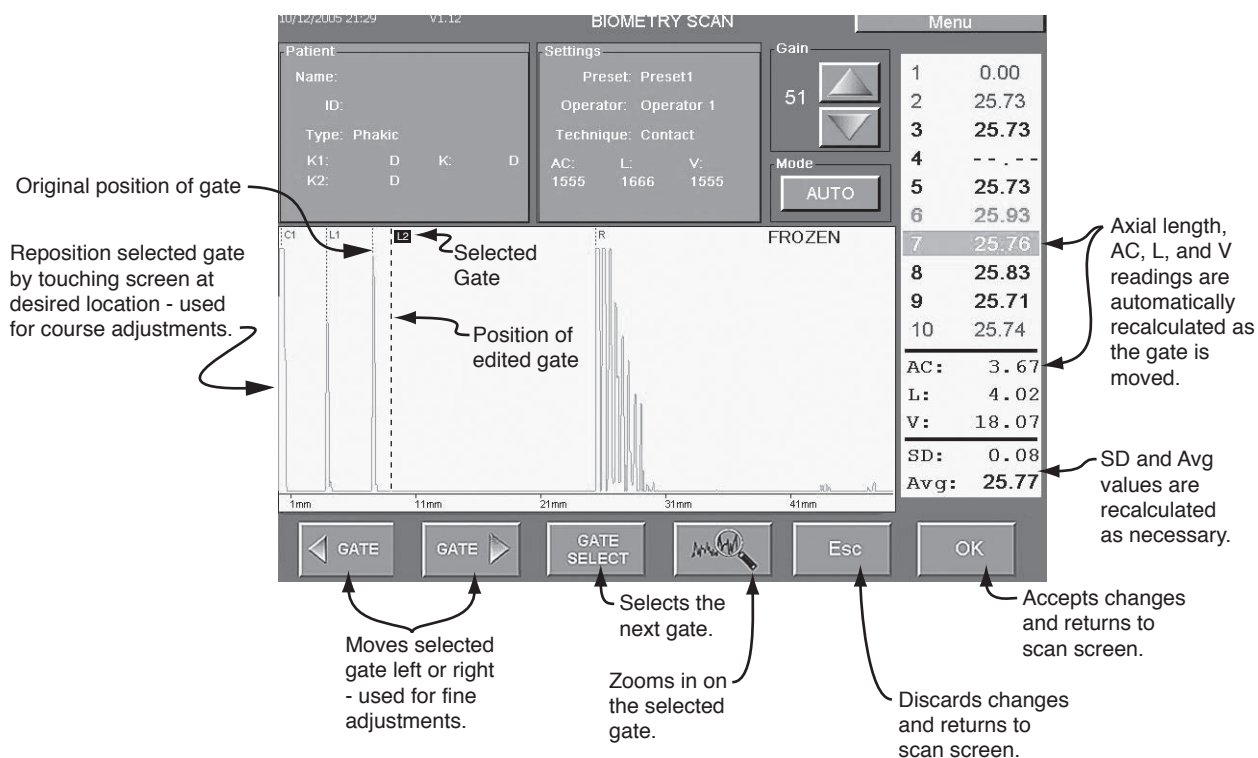 10/12/2005 21:29 V1.12 BIOMETRY SCAN Menu
Patient
Name:
ID:
Type: Phakic
K1: D K: D
K2: D
Settings
Preset: Preset1
Operator: Operator 1
Technique: Contact
AC: L: V:
1555 1666 1555
Gain
51
Mode
AUTO
1 0.00
2 25.73
3 25.73
4 --.--
5 25.73
6 25.93
7 25.76
8 25.83
9 25.71
10 25.74
AC: 3.67
L: 4.02
V: 18.07
SD: 0.08
Avg: 25.77
C1 L1 L2 R FROZEN
1mm 11mm 21mm 31mm 41mm
GATE
GATE
GATE
SELECT
Esc
OK
Original position of gate
Reposition selected gate
by touching screen at
desired location - used
for course adjustments.
Selected
Gate
Position of
edited gate
Axial length,
AC, L, and V
readings are
automatically
recalculated as
the gate is
moved.
SD and Avg
values are
recalculated
as necessary.
Moves selected
gate left or right
- used for fine
adjustments.
Selects the
next gate.
Zooms in on
the selected
gate.
Discards changes
and returns to
scan screen.
Accepts changes
and returns to
scan screen.